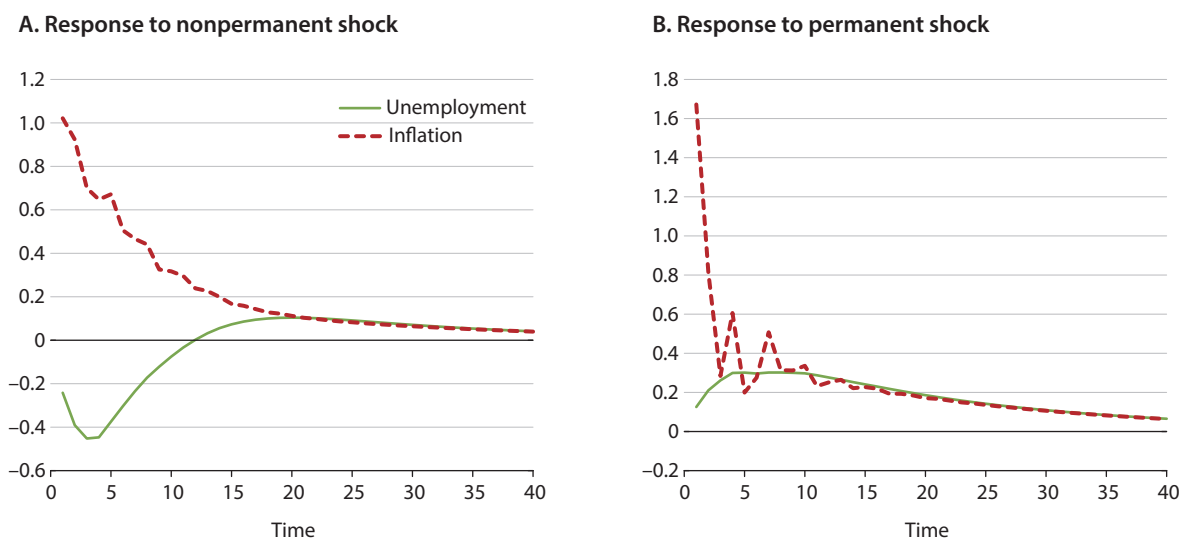 A. Response to nonpermanent shock
1.2
1.0
0.8
0.6
0.4
0.2
0
–0.2
–0.4
–0.6
Unemployment
Inflation
0 5 10 15 20 25 30 35 40
Time
B. Response to permanent shock
1.8
1.6
1.4
1.2
1.0
0.8
0.6
0.4
0.2
0
–0.2
0 5 10 15 20 25 30 35 40
Time